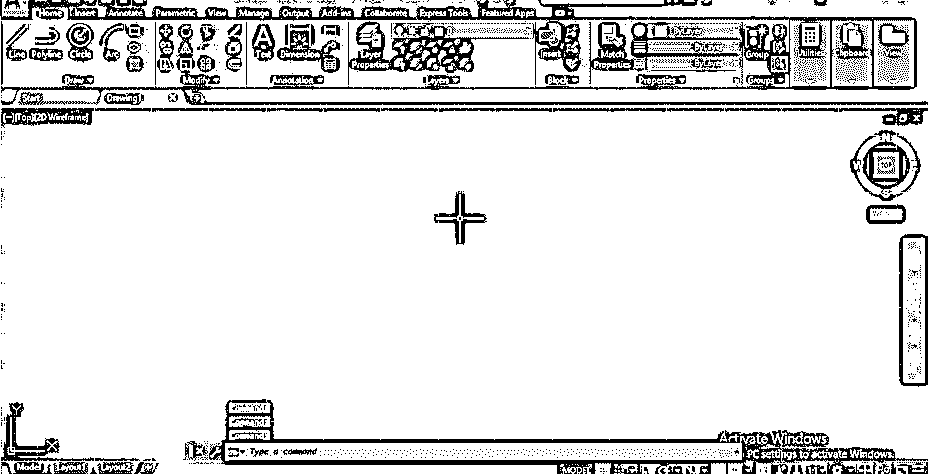 Home Insert Annotate Parametric View Manage Output Add-ins Collaborate Express Tools Featured Apps
Line Polyline Circle Arc
Text Dimension
Layer Properties
Insert
Match Properties
ByLayer
ByLayer
ByLayer
Group
Utilities Clipboard View
Draw Modify Annotation Layers Block Properties Groups
Start Drawing1
[-][Top][2D Wireframe]
N
TOP
S
Y
X
Command:
Command:
Command:
Type a command
Activate Windows
PC settings to activate Windows.
Model Layout1 Layout2
MODEL